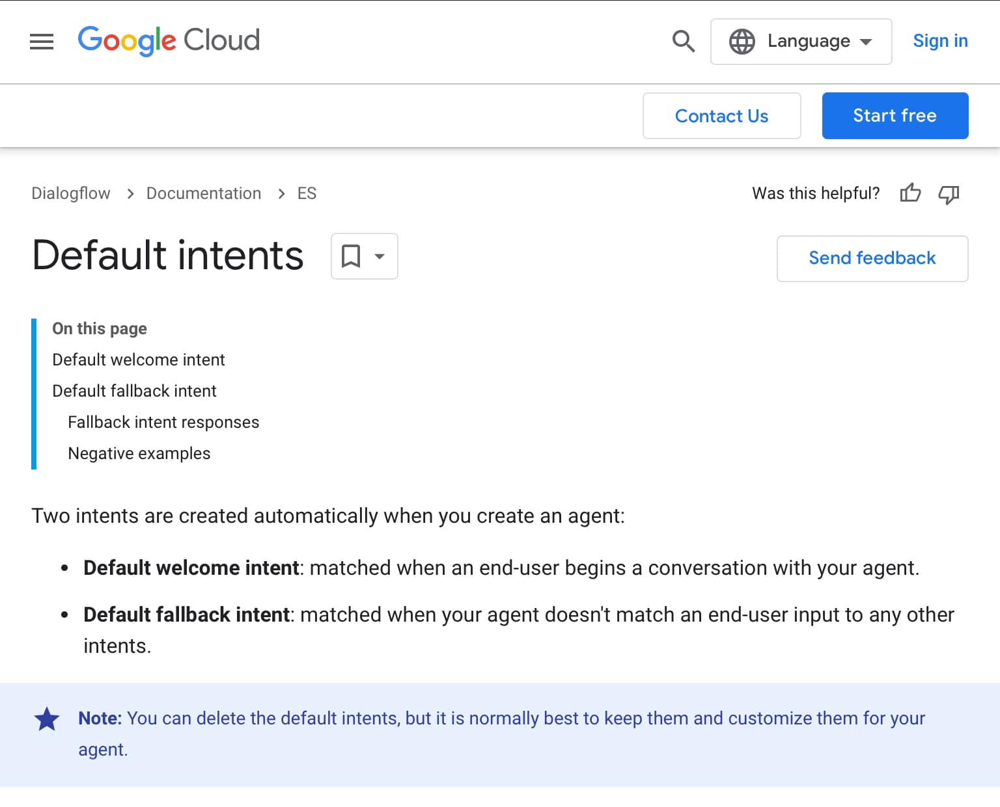 Google Cloud
Language
Sign in
Contact Us
Start free
Dialogflow > Documentation > ES
Was this helpful?
Default intents
Send feedback
On this page
Default welcome intent
Default fallback intent
Fallback intent responses
Negative examples
Two intents are created automatically when you create an agent:
• Default welcome intent: matched when an end-user begins a conversation with your agent.
• Default fallback intent: matched when your agent doesn't match an end-user input to any other
intents.
Note: You can delete the default intents, but it is normally best to keep them and customize them for your
agent.